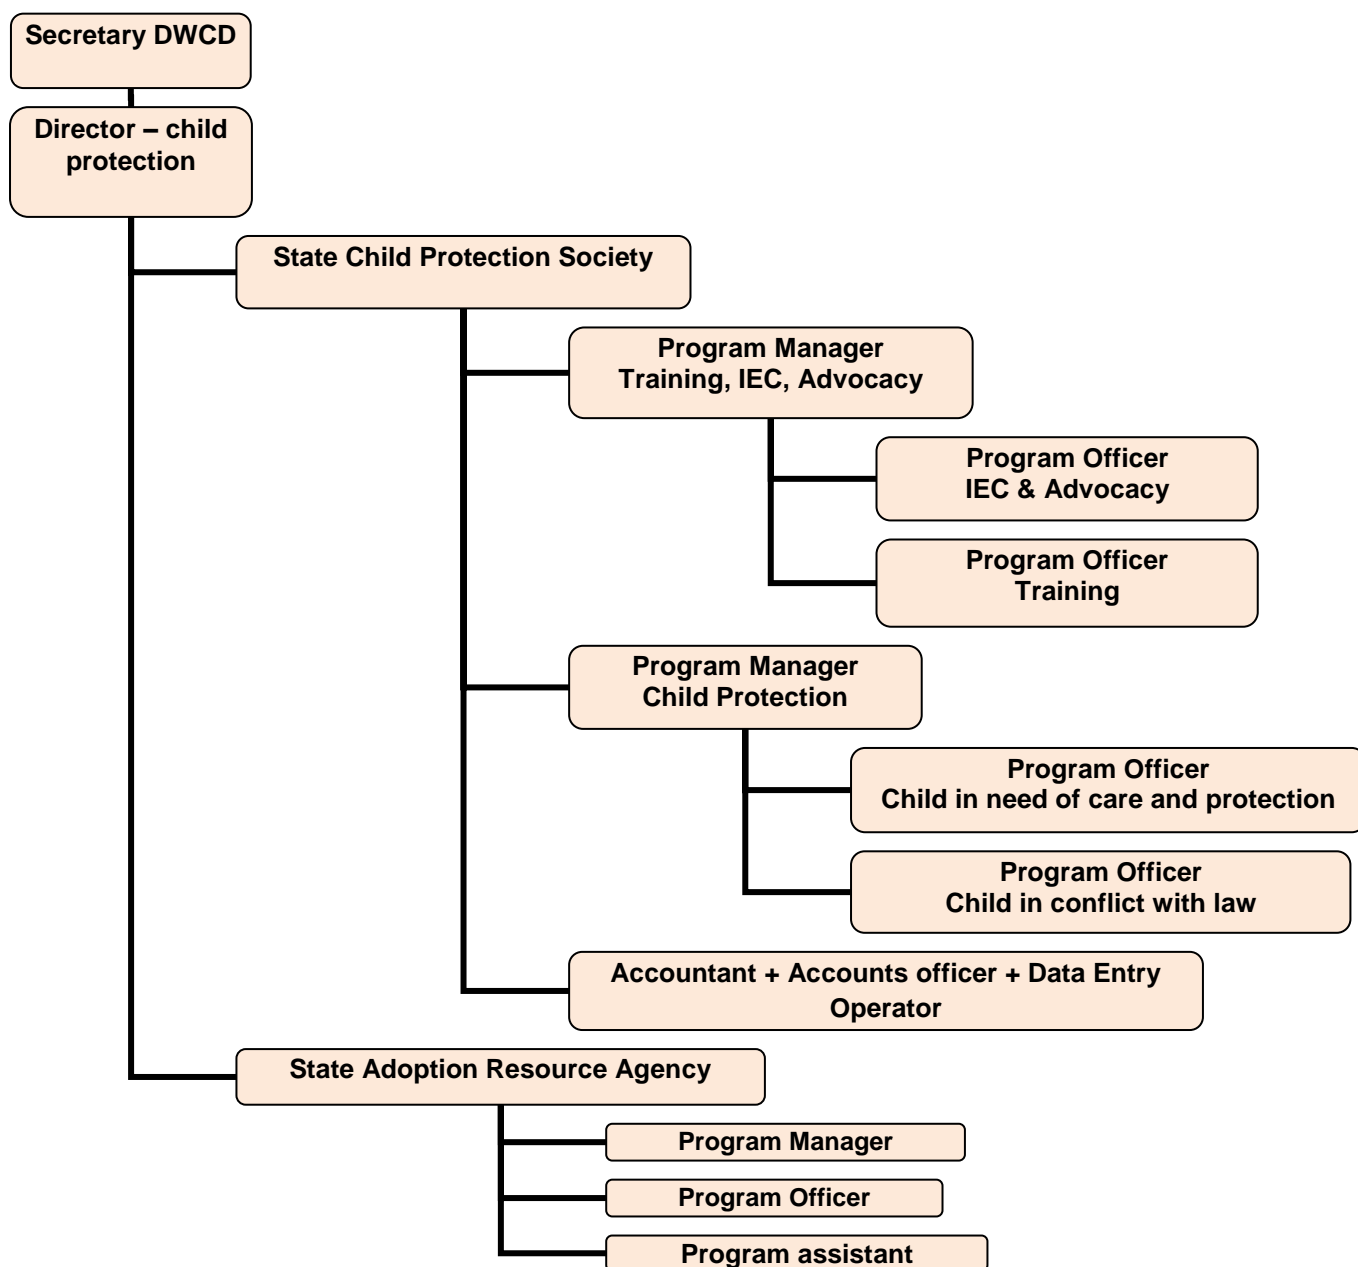 Secretary DWCD
Director – child
protection
State Child Protection Society
Program Manager
Training, IEC, Advocacy
Program Officer
IEC & Advocacy
Program Officer
Training
Program Manager
Child Protection
Program Officer
Child in need of care and protection
Program Officer
Child in conflict with law
Accountant + Accounts officer + Data Entry
Operator
State Adoption Resource Agency
Program Manager
Program Officer
Program assistant